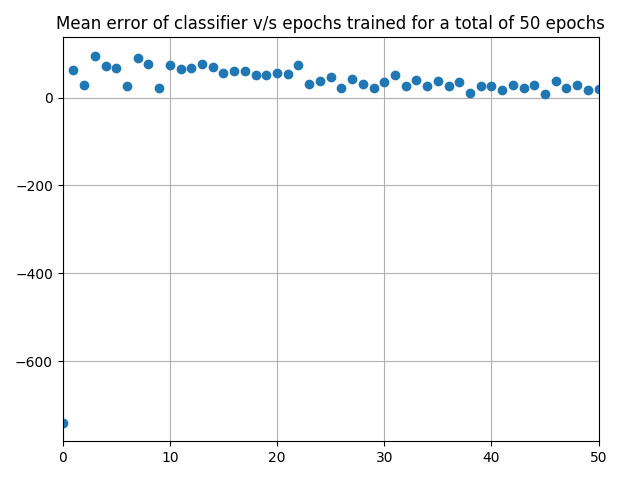 Mean error of classifier v/s epochs trained for a total of 50 epochs
0
−200
−400
−600
0 10 20 30 40 50